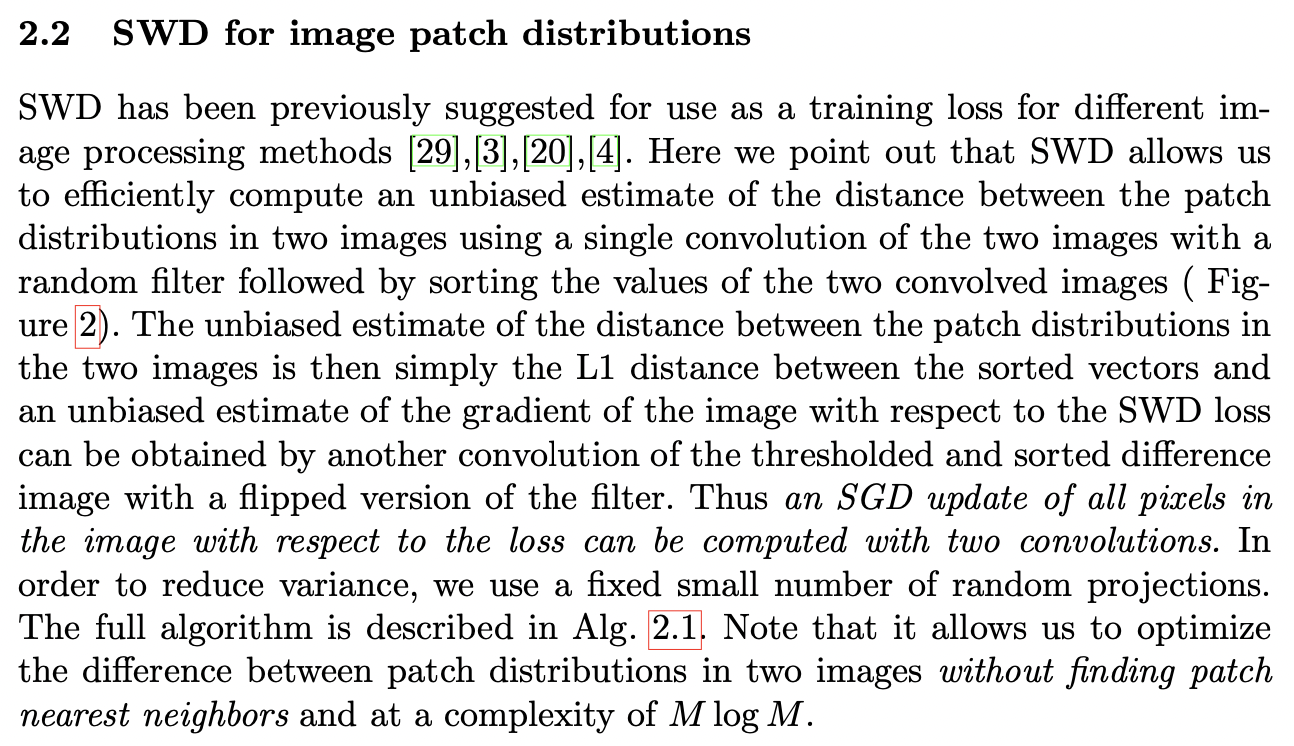 2.2 SWD for image patch distributions
SWD has been previously suggested for use as a training loss for different im-
age processing methods [29],[3],[20],[4]. Here we point out that SWD allows us
to efficiently compute an unbiased estimate of the distance between the patch
distributions in two images using a single convolution of the two images with a
random filter followed by sorting the values of the two convolved images ( Fig-
ure 2). The unbiased estimate of the distance between the patch distributions in
the two images is then simply the L1 distance between the sorted vectors and
an unbiased estimate of the gradient of the image with respect to the SWD loss
can be obtained by another convolution of the thresholded and sorted difference
image with a flipped version of the filter. Thus an SGD update of all pixels in
the image with respect to the loss can be computed with two convolutions. In
order to reduce variance, we use a fixed small number of random projections.
The full algorithm is described in Alg. 2.1. Note that it allows us to optimize
the difference between patch distributions in two images without finding patch
nearest neighbors and at a complexity of M log M.